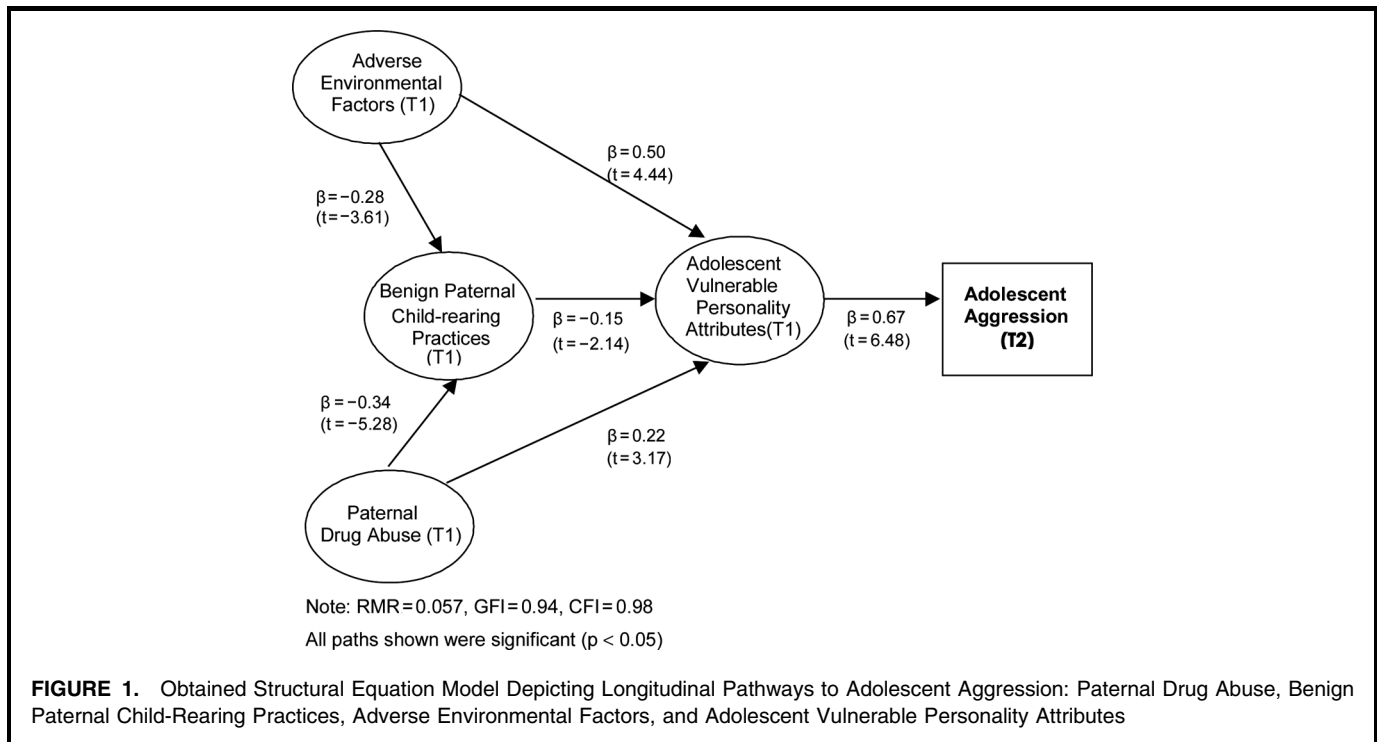 Adverse
Environmental
Factors (T1)
β=0.50
(t=4.44)
β=−0.28
(t=−3.61)
Benign Paternal
Child-rearing
Practices
(T1)
β=−0.15
(t=−2.14)
Adolescent
Vulnerable
Personality
Attributes(T1)
β=0.67
(t=6.48)
Adolescent
Aggression
(T2)
β=−0.34
(t=−5.28)
β=0.22
(t=3.17)
Paternal
Drug Abuse (T1)
Note: RMR=0.057, GFI=0.94, CFI=0.98
All paths shown were significant (p < 0.05)
FIGURE 1. Obtained Structural Equation Model Depicting Longitudinal Pathways to Adolescent Aggression: Paternal Drug Abuse, Benign
Paternal Child-Rearing Practices, Adverse Environmental Factors, and Adolescent Vulnerable Personality Attributes